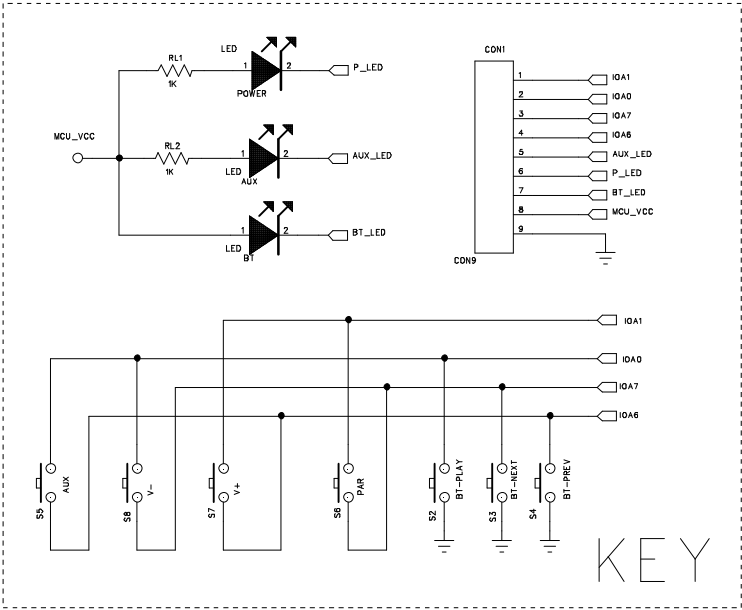 LED
CON1
RL1
1
2
P_LED
1K
POWER
1
IOA1
2
IOA0
3
IOA7
4
IOA6
5
AUX_LED
6
P_LED
7
BT_LED
8
MCU_VCC
9
CON9
MCU_VCC
RL2
1
2
AUX_LED
1K
LED
AUX
1
2
BT_LED
LED
BT
IOA1
IOA0
IOA7
IOA6
S5
AUX
S8
V-
S7
V+
S6
PAR
S2
BT-PLAY
S3
BT-NEXT
S4
BT-PREV
KEY